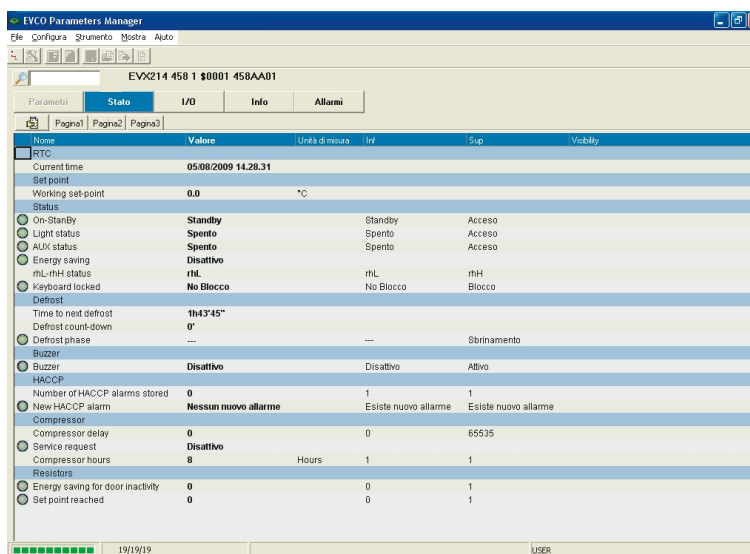 EVCO Parameters Manager
File Configura Strumento Mostra Aiuto
EVX214 458 1 $0001 458AA01
Parametri Stato I/O Info Allarmi
Pagina1 Pagina2 Pagina3
Nome Valore Unità di misura Inf Sup Visibility
RTC
Current time 05/08/2009 14.28.31
Set point
Working set-point 0.0 °C
Status
On-StanBy Standby Standby Acceso
Light status Spento Spento Acceso
AUX status Spento Spento Acceso
Energy saving Disattivo
rhL-rhH status rhL rhL rhH
Keyboard locked No Blocco No Blocco Blocco
Defrost
Time to next defrost 1h43'45"
Defrost count-down 0'
Defrost phase --- --- Sbrinamento
Buzzer
Buzzer Disattivo Disattivo Attivo
HACCP
Number of HACCP alarms stored 0 1 1
New HACCP alarm Nessun nuovo allarme Esiste nuovo allarme Esiste nuovo allarme
Compressor
Compressor delay 0 0 65535
Service request Disattivo
Compressor hours 8 Hours 1 1
Resistors
Energy saving for door inactivity 0 0 1
Set point reached 0 0 1
19/19/19 USER